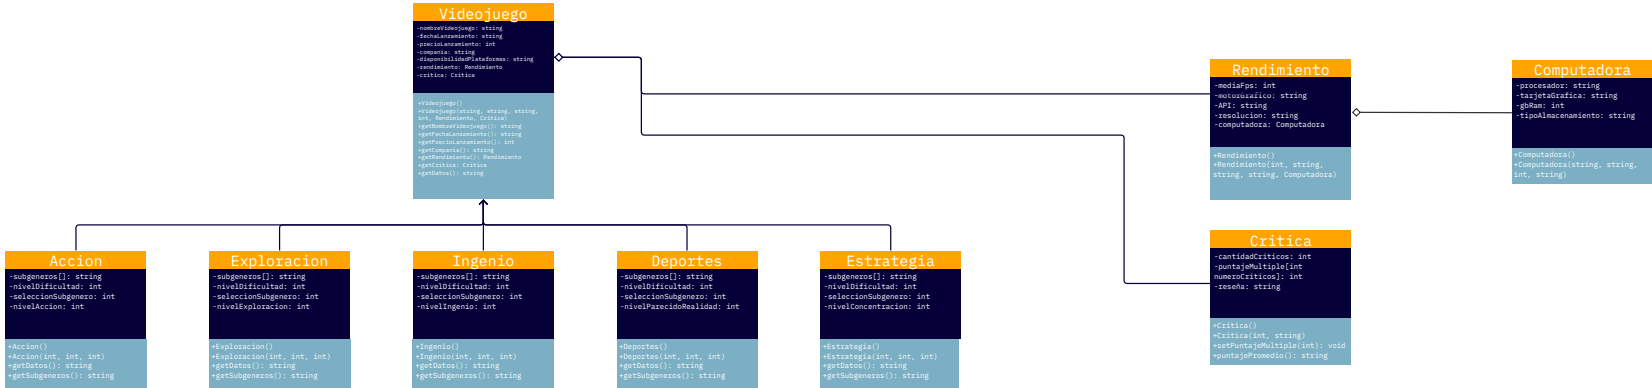 Videojuego
-nombreVideojuego: string
-fechaLanzamiento: string
-precioLanzamiento: int
-compania: string
-disponibilidadPlataformas: string
-rendimiento: Rendimiento
-critica: Critica
+Videojuego()
+Videojuego(string, string, string,
int, Rendimiento, Critica)
+getNombreVideojuego(): string
+getFechaLanzamiento(): string
+getPrecioLanzamiento(): int
+getCompania(): string
+getRendimiento(): Rendimiento
+getCritica: Critica
+getDatos(): string
Rendimiento
-mediaFps: int
-motorGrafico: string
-API: string
-resolucion: string
-computadora: Computadora
+Rendimiento()
+Rendimiento(int, string,
string, string, Computadora)
Computadora
-procesador: string
-tarjetaGrafica: string
-gbRam: int
-tipoAlmacenamiento: string
+Computadora()
+Computadora(string, string,
int, string)
Critica
-cantidadCriticos: int
-puntajeMultiple[int
numeroCriticos]: int
-reseña: string
+Critica()
+Critica(int, string)
+setPuntajeMultiple(int): void
+puntajePromedio(): string
Accion
-subgeneros[]: string
-nivelDificultad: int
-seleccionSubgenero: int
-nivelAccion: int
+Accion()
+Accion(int, int, int)
+getDatos(): string
+getSubgeneros(): string
Exploracion
-subgeneros[]: string
-nivelDificultad: int
-seleccionSubgenero: int
-nivelExploracion: int
+Exploracion()
+Exploracion(int, int, int)
+getDatos(): string
+getSubgeneros(): string
Ingenio
-subgeneros[]: string
-nivelDificultad: int
-seleccionSubgenero: int
-nivelIngenio: int
+Ingenio()
+Ingenio(int, int, int)
+getDatos(): string
+getSubgeneros(): string
Deportes
-subgeneros[]: string
-nivelDificultad: int
-seleccionSubgenero: int
-nivelParecidoRealidad: int
+Deportes()
+Deportes(int, int, int)
+getDatos(): string
+getSubgeneros(): string
Estrategia
-subgeneros[]: string
-nivelDificultad: int
-seleccionSubgenero: int
-nivelConcentracion: int
+Estrategia()
+Estrategia(int, int, int)
+getDatos(): string
+getSubgeneros(): string